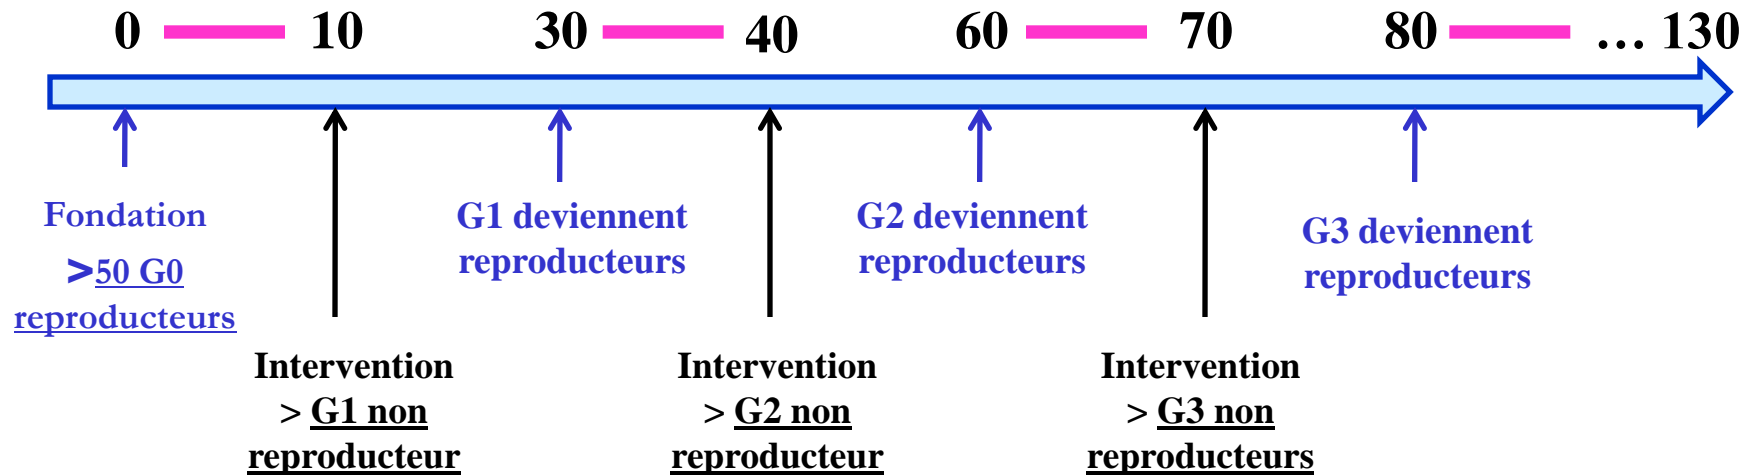 0 10 30 40 60 70 80 … 130
Fondation
>50 G0
reproducteurs
G1 deviennent
reproducteurs
G2 deviennent
reproducteurs
G3 deviennent
reproducteurs
Intervention
> G1 non
reproducteur
Intervention
> G2 non
reproducteur
Intervention
> G3 non
reproducteurs